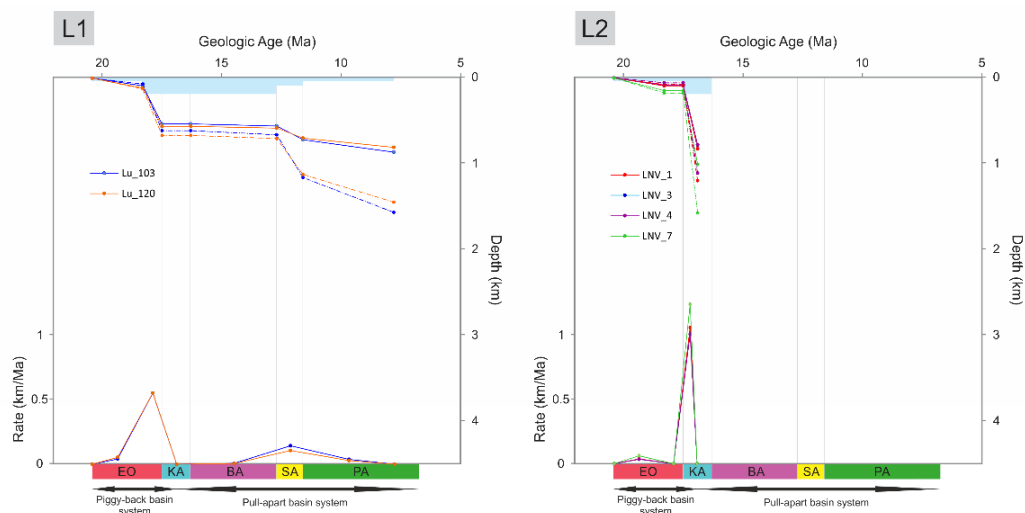 L1
Geologic Age (Ma)
20
15
10
5
0
1
2
3
4
Depth (km)
Lu_103
Lu_120
1
0.5
0
Rate (km/Ma)
EO
KA
BA
SA
PA
Piggy-back basin
system
Pull-apart basin system
L2
Geologic Age (Ma)
20
15
10
5
0
1
2
3
4
Depth (km)
LNV_1
LNV_3
LNV_4
LNV_7
1
0.5
0
Rate (km/Ma)
EO
KA
BA
SA
PA
Piggy-back basin
system
Pull-apart basin system